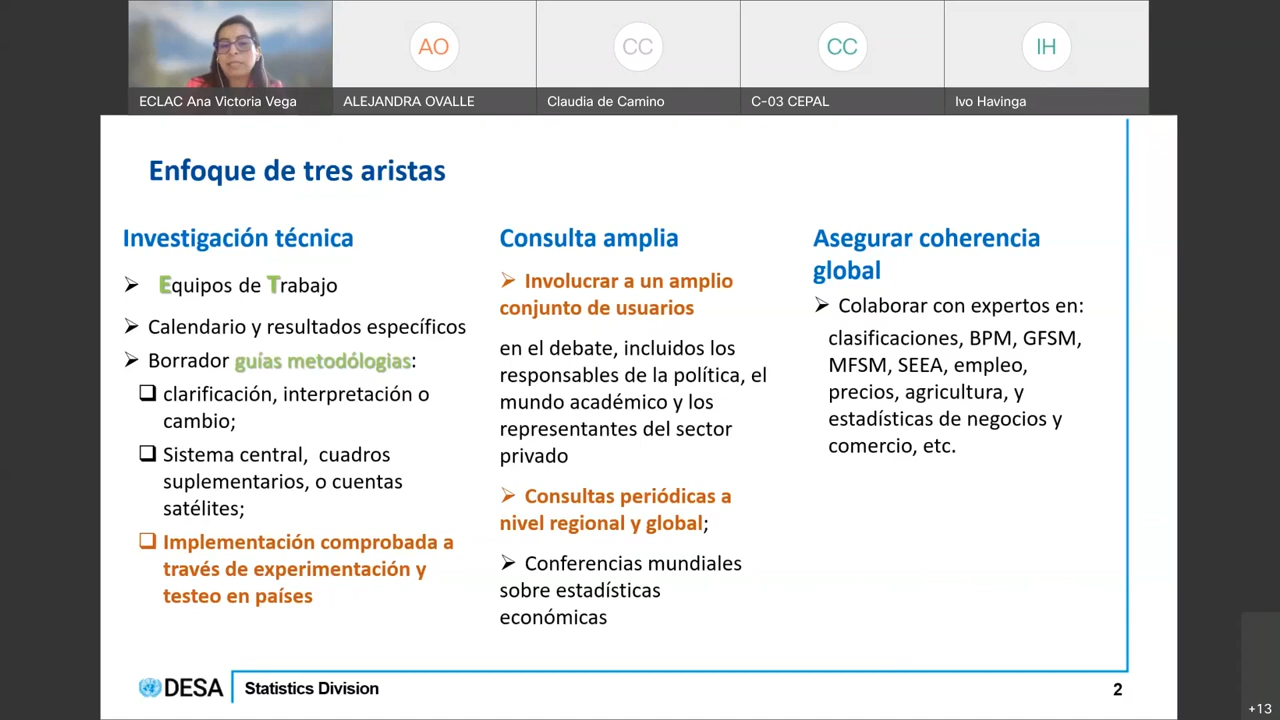 AO
CC
CC
IH
ECLAC Ana Victoria Vega
ALEJANDRA OVALLE
Claudia de Camino
C-03 CEPAL
Ivo Havinga
Enfoque de tres aristas
Investigación técnica
Equipos de Trabajo
Calendario y resultados específicos
Borrador guías metodólogias:
clarificación, interpretación o
cambio;
Sistema central, cuadros
suplementarios, o cuentas
satélites;
Implementación comprobada a
través de experimentación y
testeo en países
Consulta amplia
Involucrar a un amplio
conjunto de usuarios
en el debate, incluidos los
responsables de la política, el
mundo académico y los
representantes del sector
privado
Consultas periódicas a
nivel regional y global;
Conferencias mundiales
sobre estadísticas
económicas
Asegurar coherencia
global
Colaborar con expertos en:
clasificaciones, BPM, GFSM,
MFSM, SEEA, empleo,
precios, agricultura, y
estadísticas de negocios y
comercio, etc.
DESA
Statistics Division
2
+13